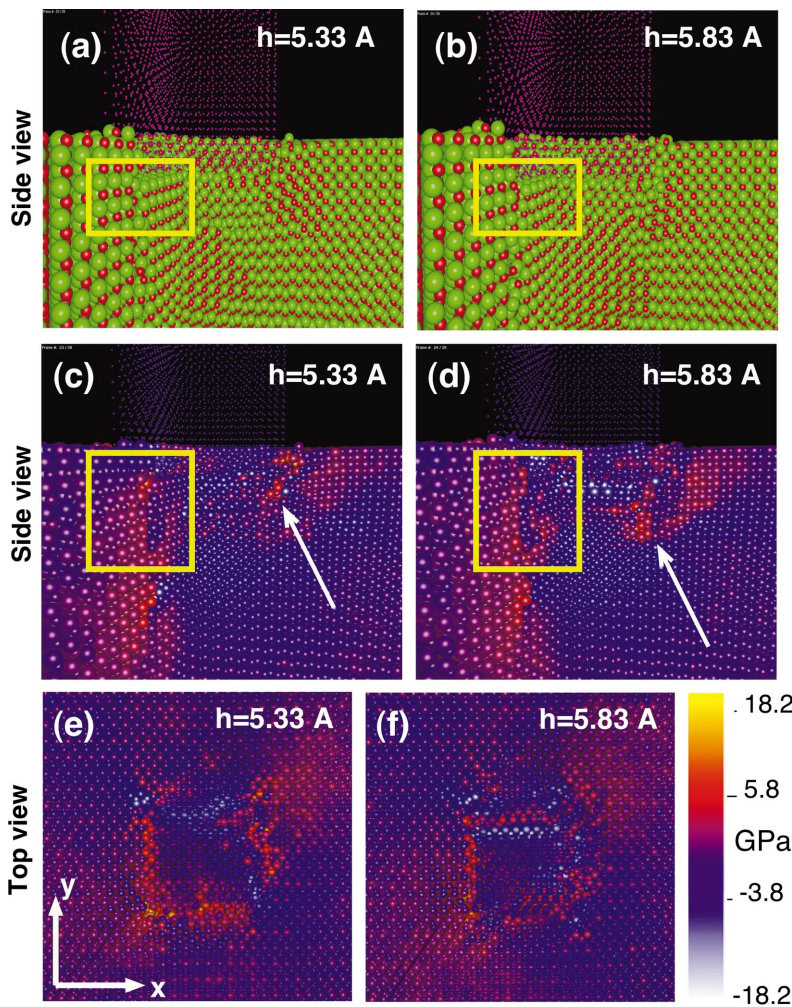 (a) h=5.33 A
(b) h=5.83 A
Side view
(c) h=5.33 A
(d) h=5.83 A
Side view
(e) h=5.33 A
(f) h=5.83 A
Top view
y
x
18.2
5.8
GPa
-3.8
-18.2